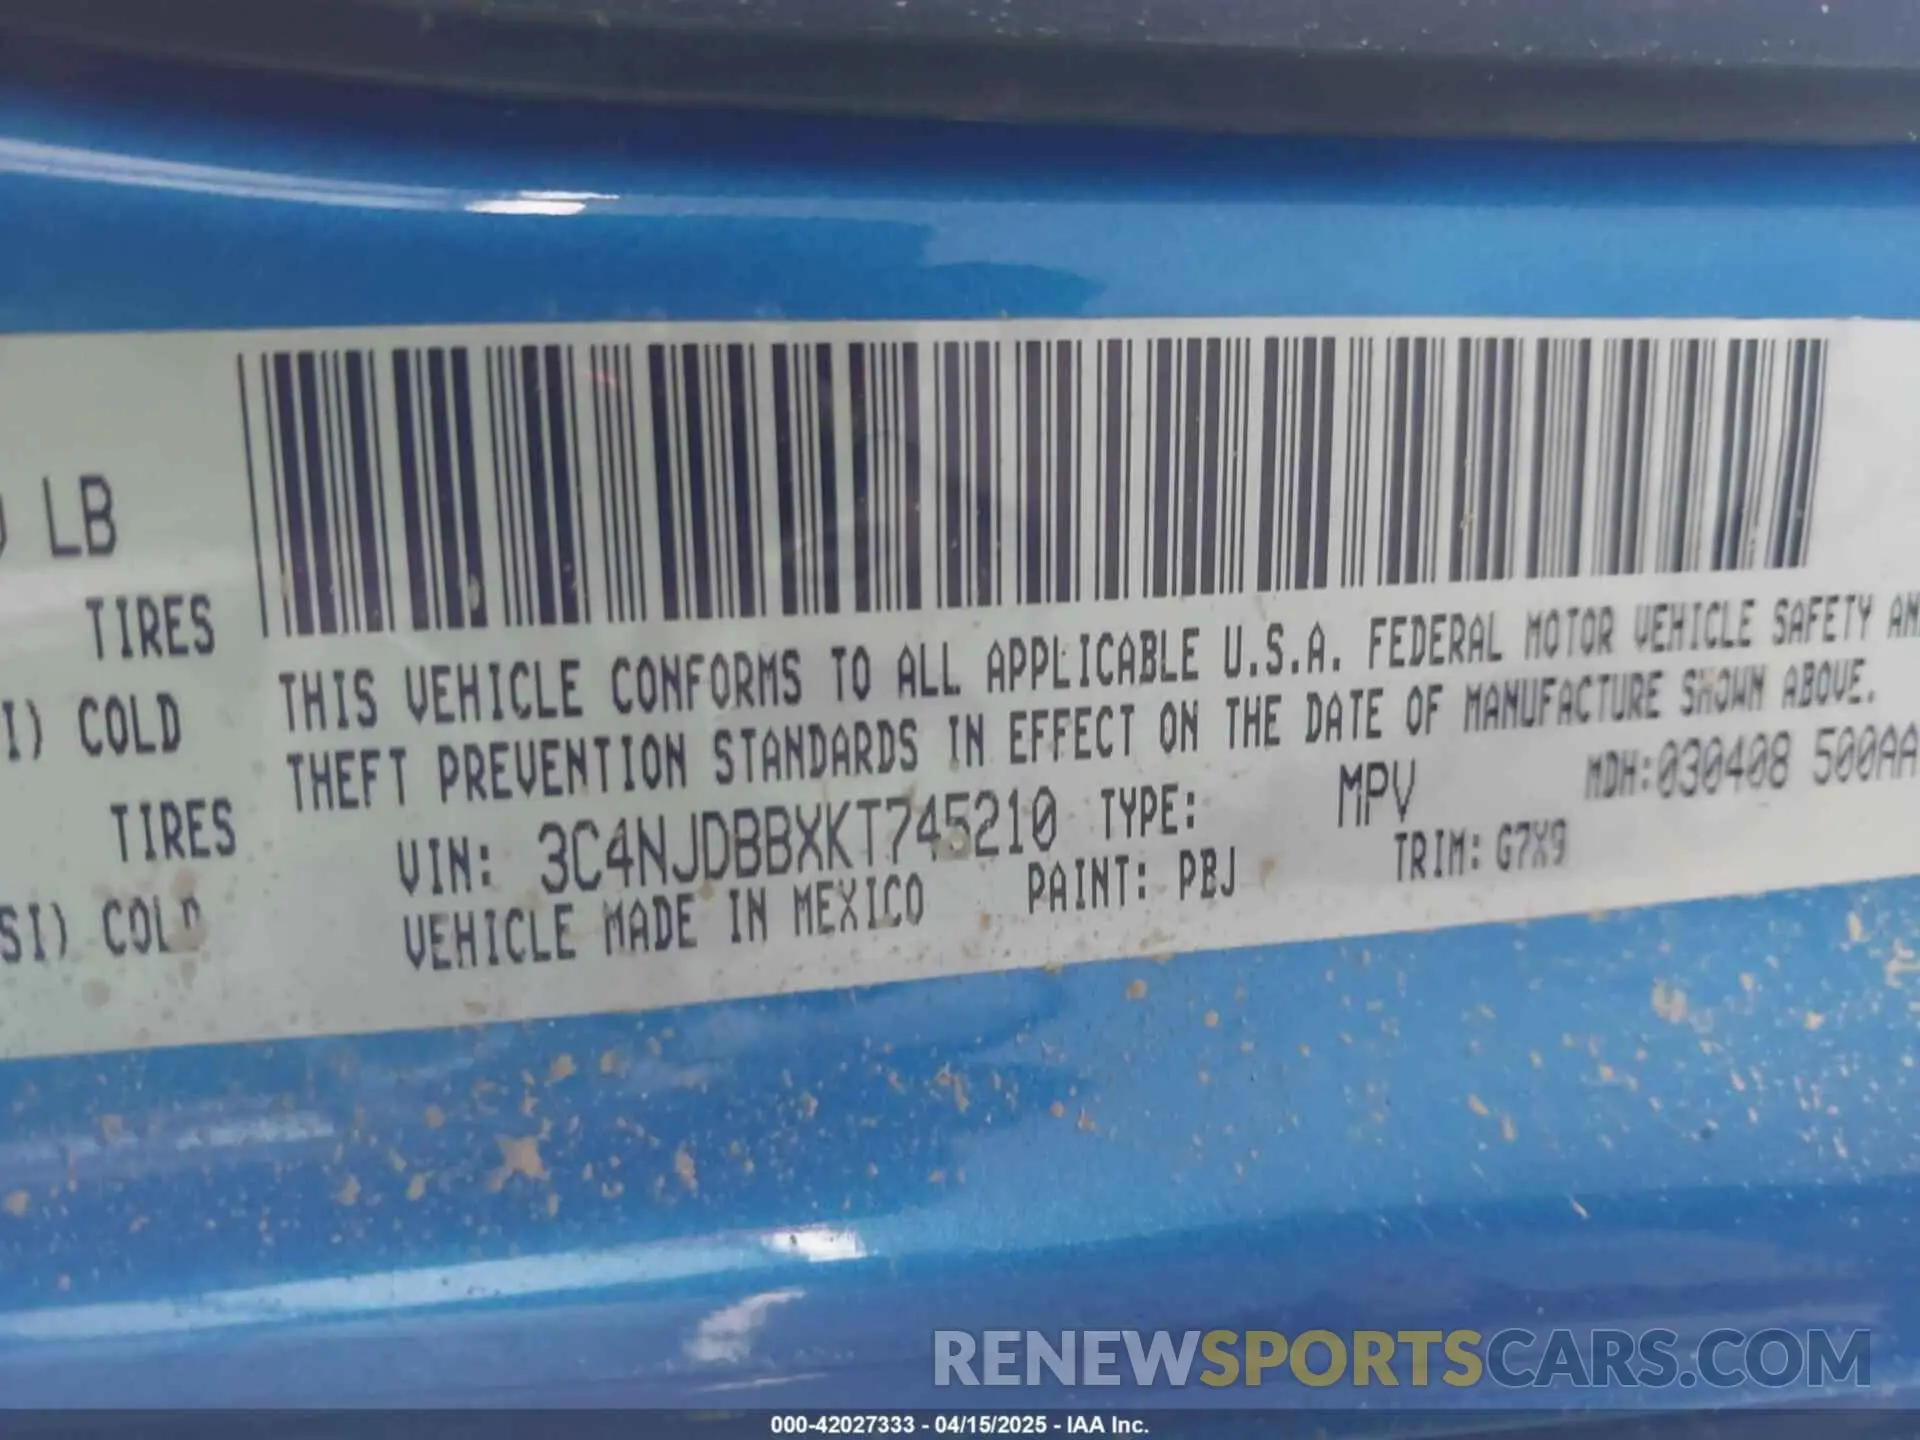 LB
TIRES
I) COLD
TIRES
SI) COLD
THIS VEHICLE CONFORMS TO ALL APPLICABLE U.S.A. FEDERAL MOTOR VEHICLE SAFETY AN
THEFT PREVENTION STANDARDS IN EFFECT ON THE DATE OF MANUFACTURE SHOWN ABOVE.
VIN: 3C4NJDBBXKT745210 TYPE: MPV MDH:030408 500AA
VEHICLE MADE IN MEXICO PAINT: PBJ TRIM: G7X9
RENEWSPORTSCARS.COM
000-42027333 - 04/15/2025 - IAA Inc.